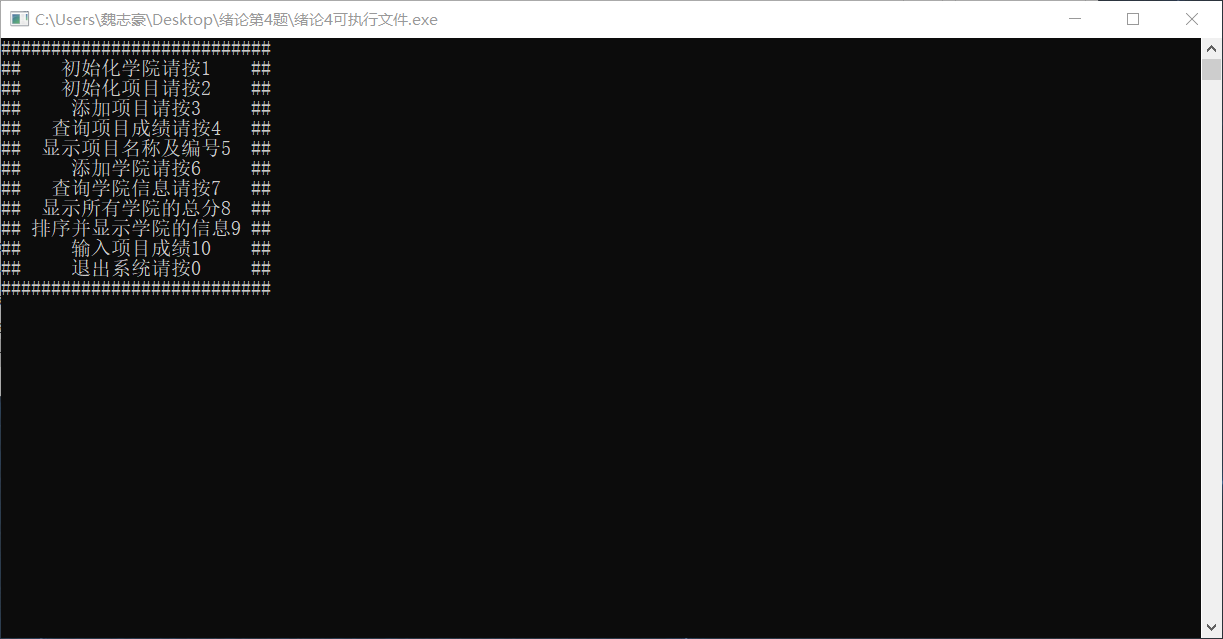 C:\Users\魏志豪\Desktop\绪论第4题\绪论4可执行文件.exe
###########################
##    初始化学院请按1    ##
##    初始化项目请按2    ##
##     添加项目请按3     ##
##   查询项目成绩请按4   ##
##  显示项目名称及编号5  ##
##     添加学院请按6     ##
##   查询学院信息请按7   ##
##  显示所有学院的总分8  ##
## 排序并显示学院的信息9 ##
##     输入项目成绩10    ##
##     退出系统请按0     ##
###########################